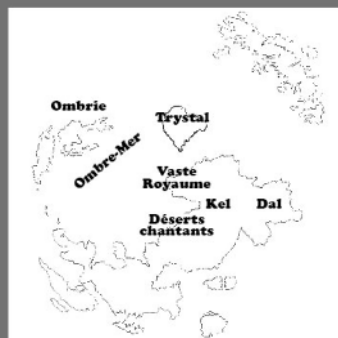 Ombrie
Trystal
Ombre-Mer
Vaste
Royaume
Kel
Dal
Déserts
chantants